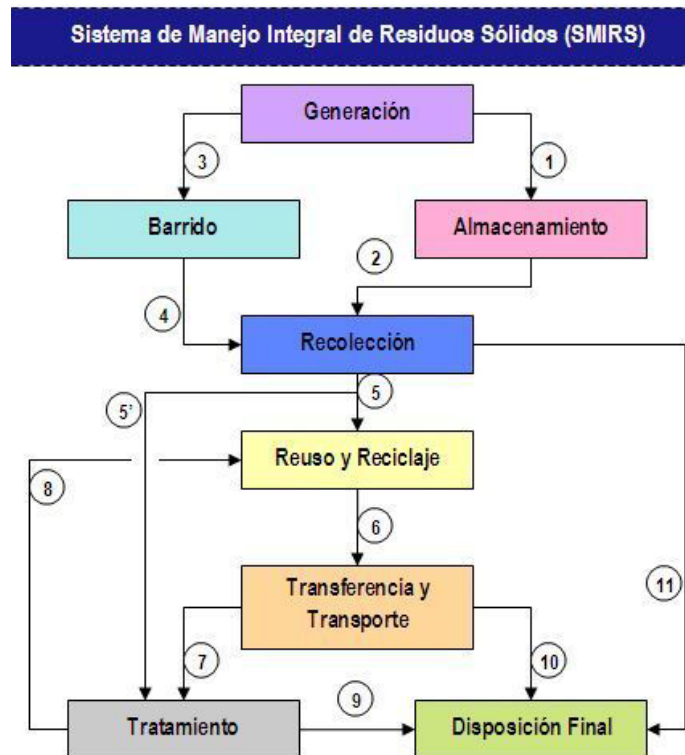 Sistema de Manejo Integral de Residuos Sólidos (SMIRS)
Generación
3
1
Barrido
Almacenamiento
2
4
Recolección
5'
5
Reuso y Reciclaje
8
6
Transferencia y
Transporte
11
7
10
Tratamiento
9
Disposición Final